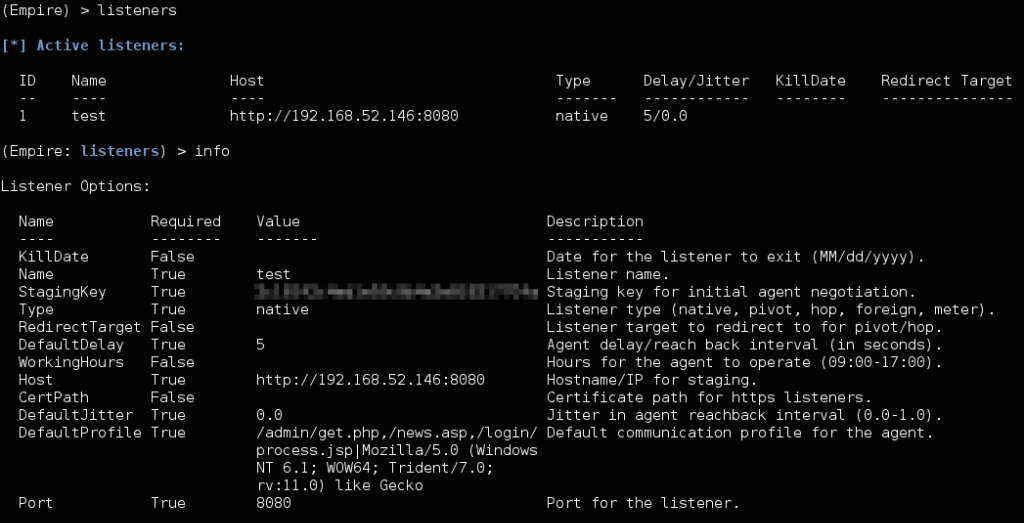 (Empire) > listeners
[*] Active listeners:
ID Name Host Type Delay/Jitter KillDate Redirect Target
-- ---- ---- ------- ------------ -------- ---------------
1 test http://192.168.52.146:8080 native 5/0.0
(Empire: listeners) > info
Listener Options:
Name Required Value Description
---- -------- ------- -----------
KillDate False Date for the listener to exit (MM/dd/yyyy).
Name True test Listener name.
StagingKey True Staging key for initial agent negotiation.
Type True native Listener type (native, pivot, hop, foreign, meter).
RedirectTarget False Listener target to redirect to for pivot/hop.
DefaultDelay True 5 Agent delay/reach back interval (in seconds).
WorkingHours False Hours for the agent to operate (09:00-17:00).
Host True http://192.168.52.146:8080 Hostname/IP for staging.
CertPath False Certificate path for https listeners.
DefaultJitter True 0.0 Jitter in agent reachback interval (0.0-1.0).
DefaultProfile True /admin/get.php,/news.asp,/login/ Default communication profile for the agent.
process.jsp|Mozilla/5.0 (Windows
NT 6.1; WOW64; Trident/7.0;
rv:11.0) like Gecko
Port True 8080 Port for the listener.